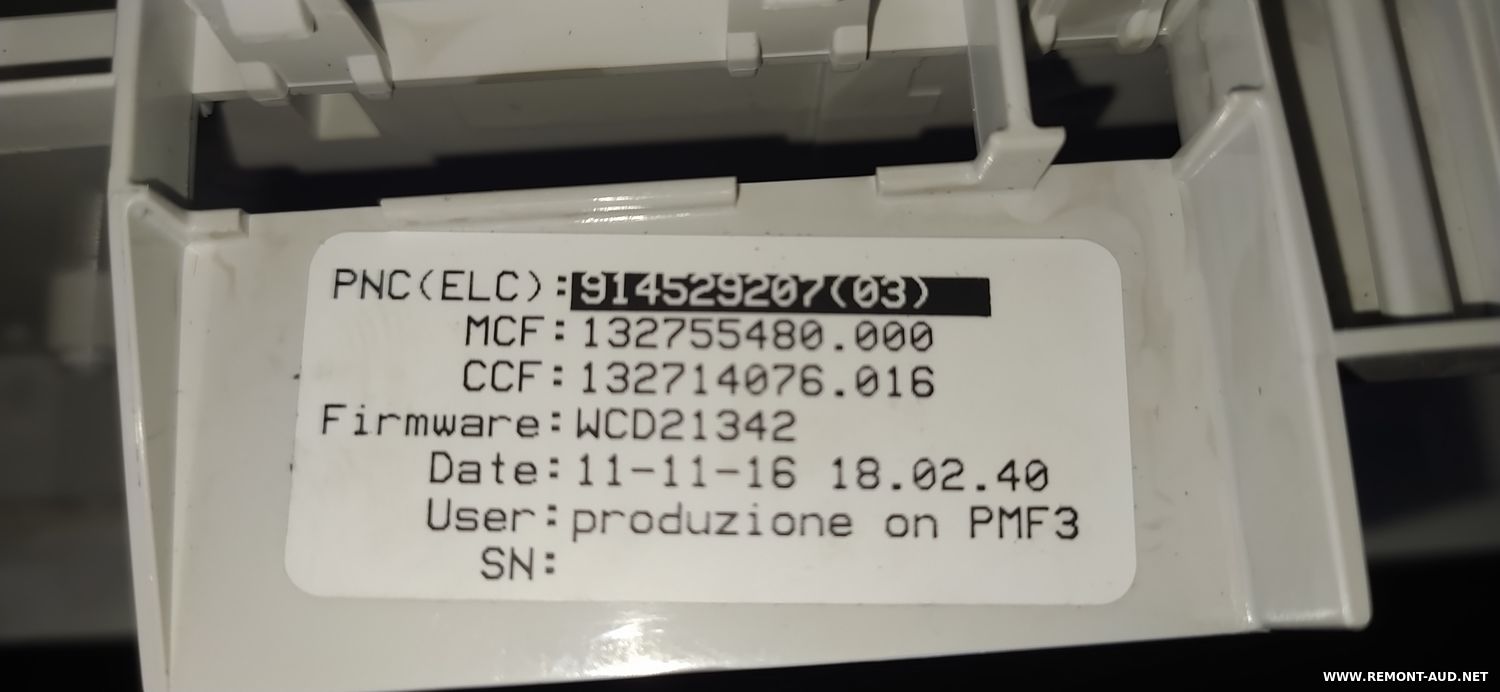 PNC(ELC):914529207(03)
MCF:132755480.000
CCF:132714076.016
Firmware:WCD21342
Date:11-11-16 18.02.40
User:produzione on PMF3
SN:
WWW.REMONT-AUD.NET